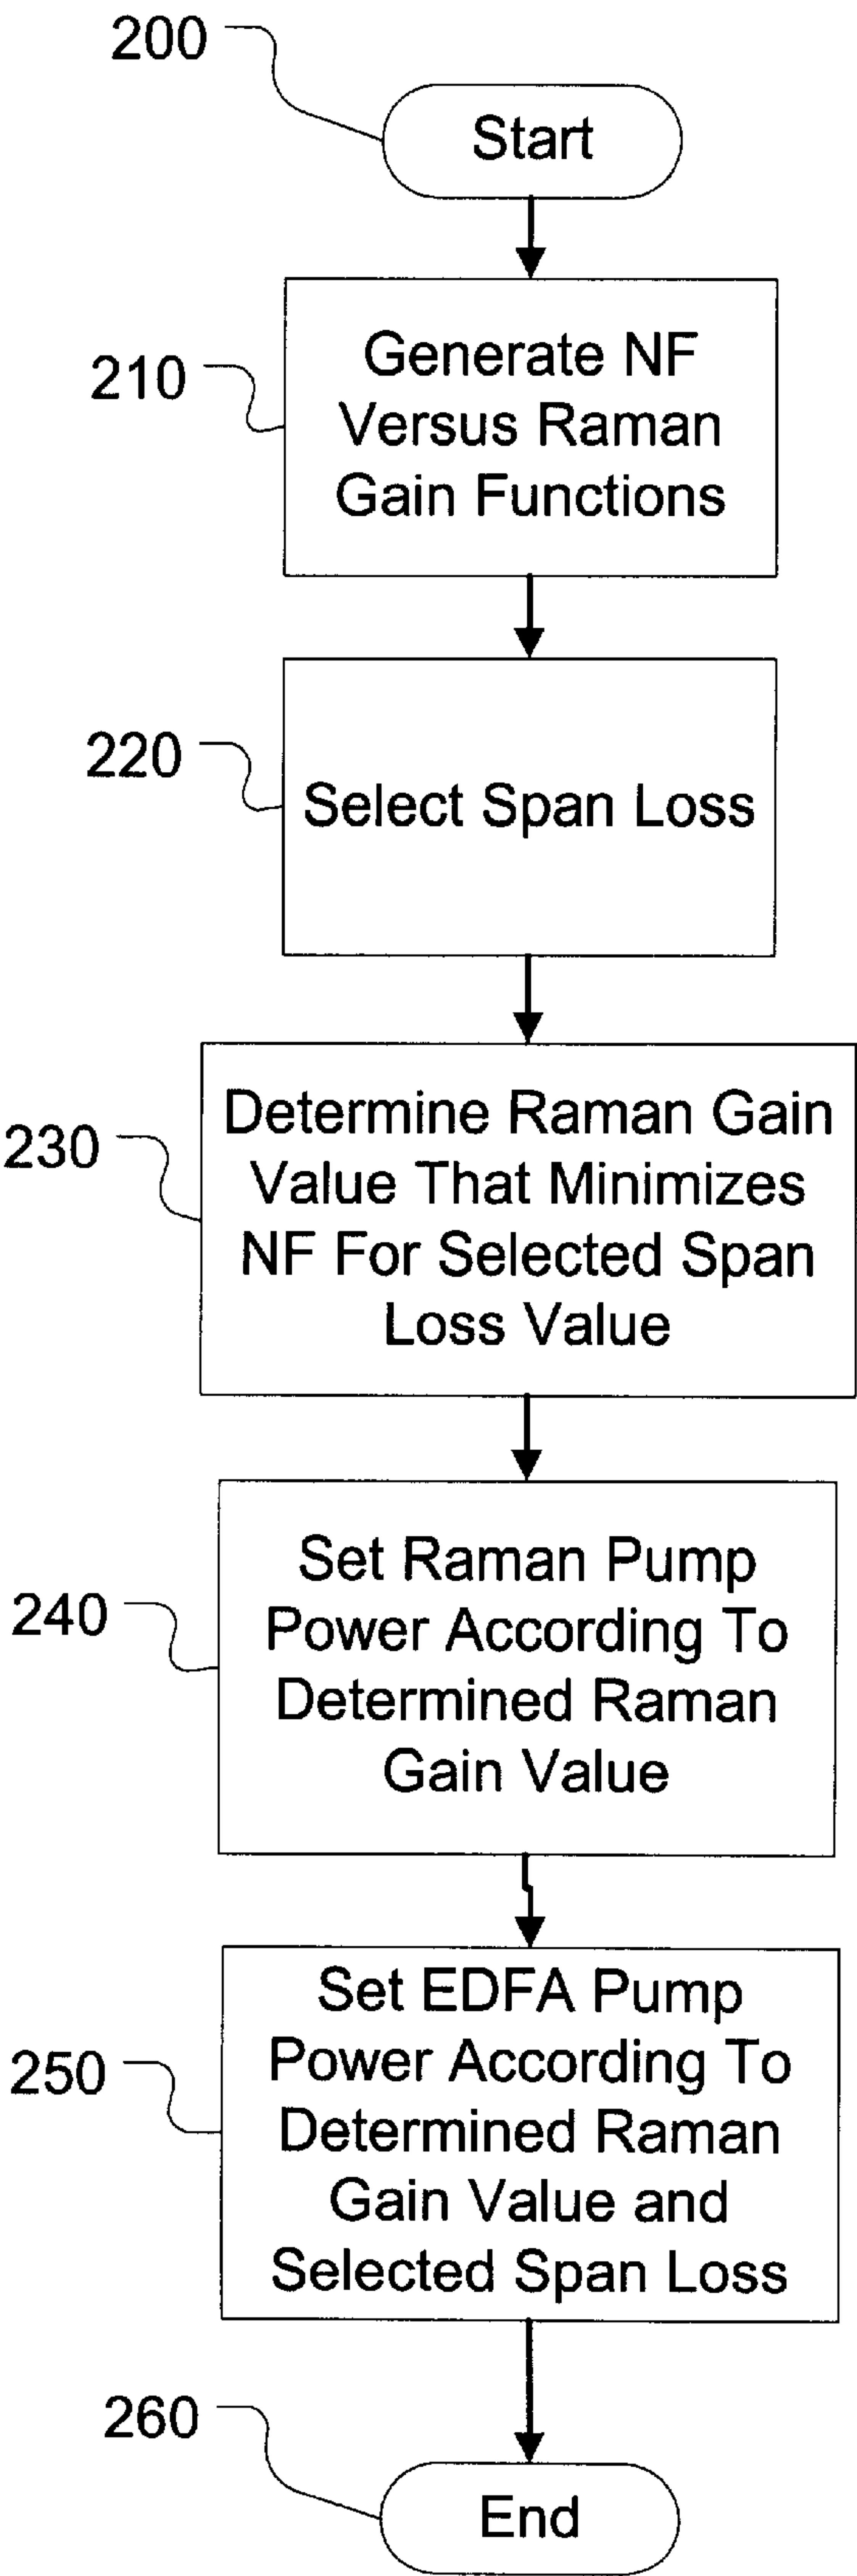 200
Start
210
Generate NF
Versus Raman
Gain Functions
220
Select Span Loss
230
Determine Raman Gain
Value That Minimizes
NF For Selected Span
Loss Value
240
Set Raman Pump
Power According To
Determined Raman
Gain Value
250
Set EDFA Pump
Power According To
Determined Raman
Gain Value and
Selected Span Loss
260
End